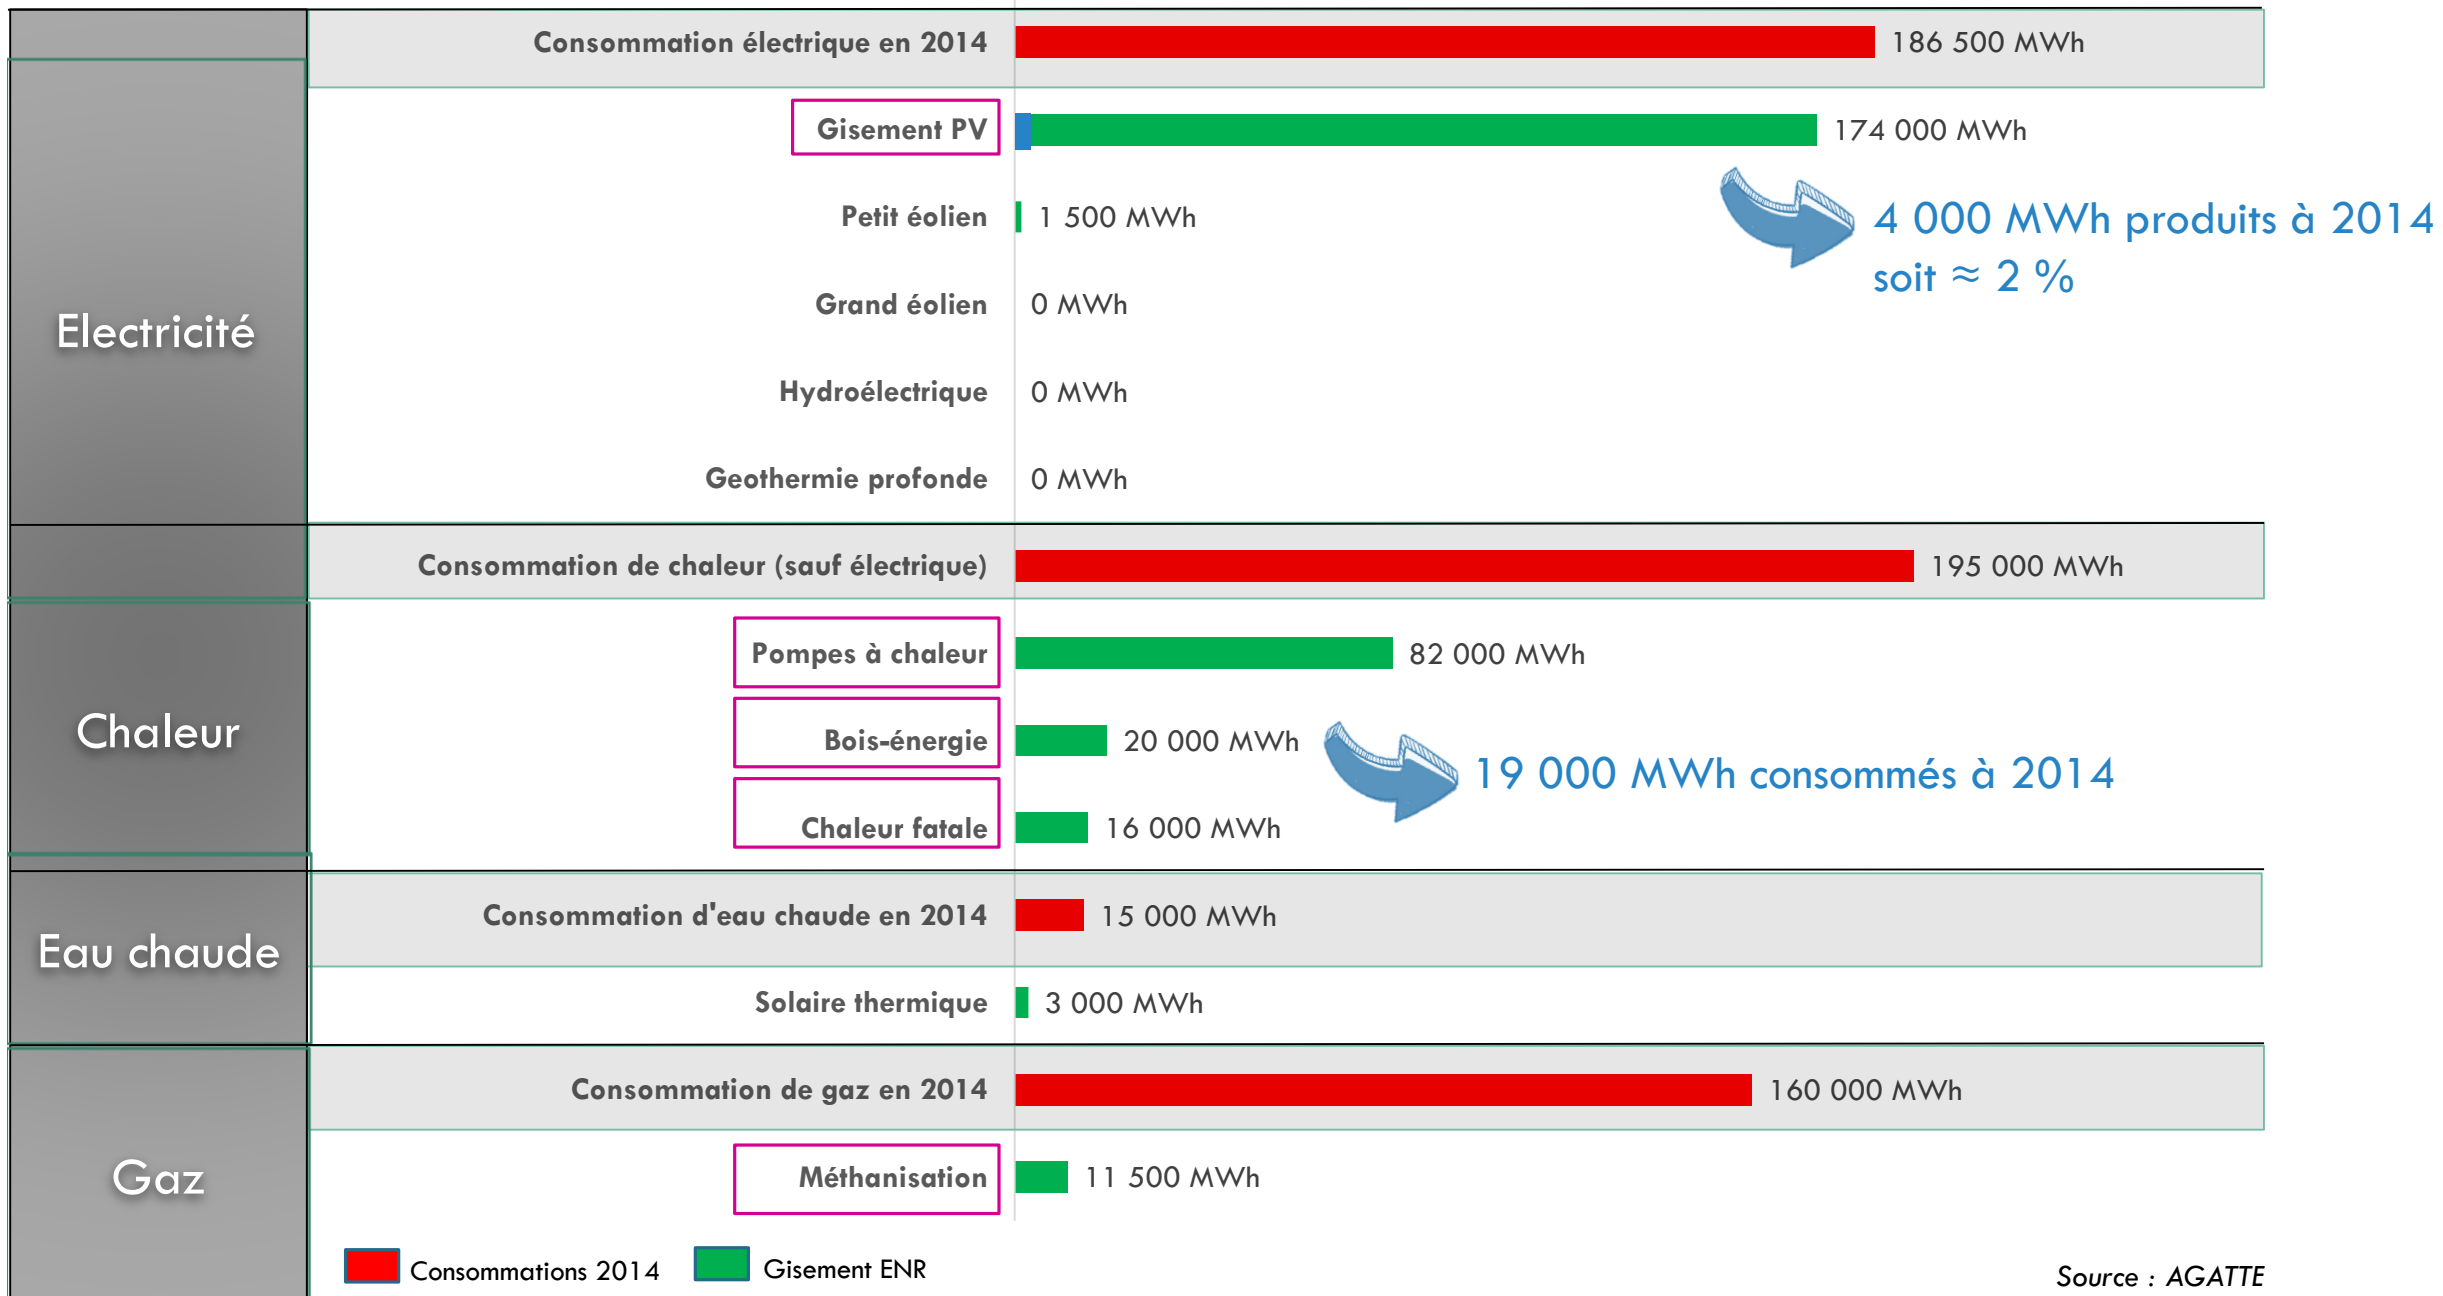 Electricité
Consommation électrique en 2014
186 500 MWh
Gisement PV
174 000 MWh
4 000 MWh produits à 2014
soit ≈ 2 %
Petit éolien
1 500 MWh
Grand éolien
0 MWh
Hydroélectrique
0 MWh
Geothermie profonde
0 MWh
Chaleur
Consommation de chaleur (sauf électrique)
195 000 MWh
Pompes à chaleur
82 000 MWh
Bois-énergie
20 000 MWh
19 000 MWh consommés à 2014
Chaleur fatale
16 000 MWh
Eau chaude
Consommation d'eau chaude en 2014
15 000 MWh
Solaire thermique
3 000 MWh
Gaz
Consommation de gaz en 2014
160 000 MWh
Méthanisation
11 500 MWh
Consommations 2014
Gisement ENR
Source : AGATTE